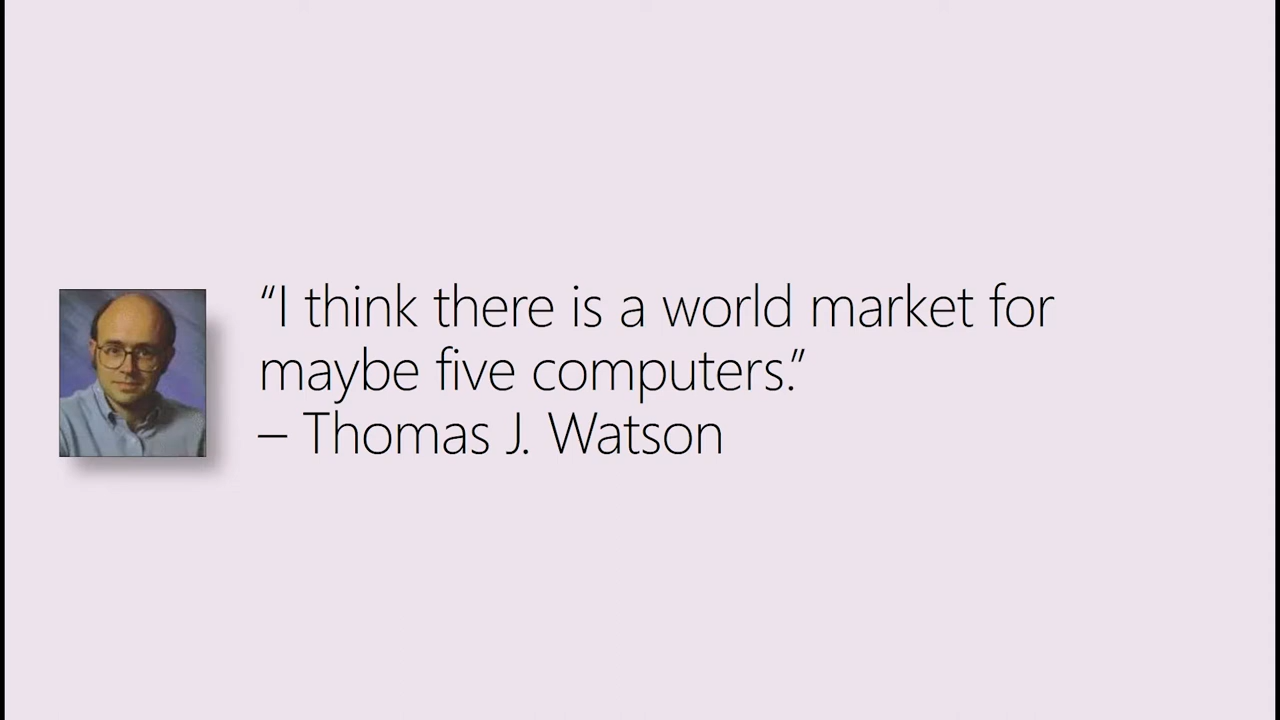 “I think there is a world market for
maybe five computers.”
– Thomas J. Watson